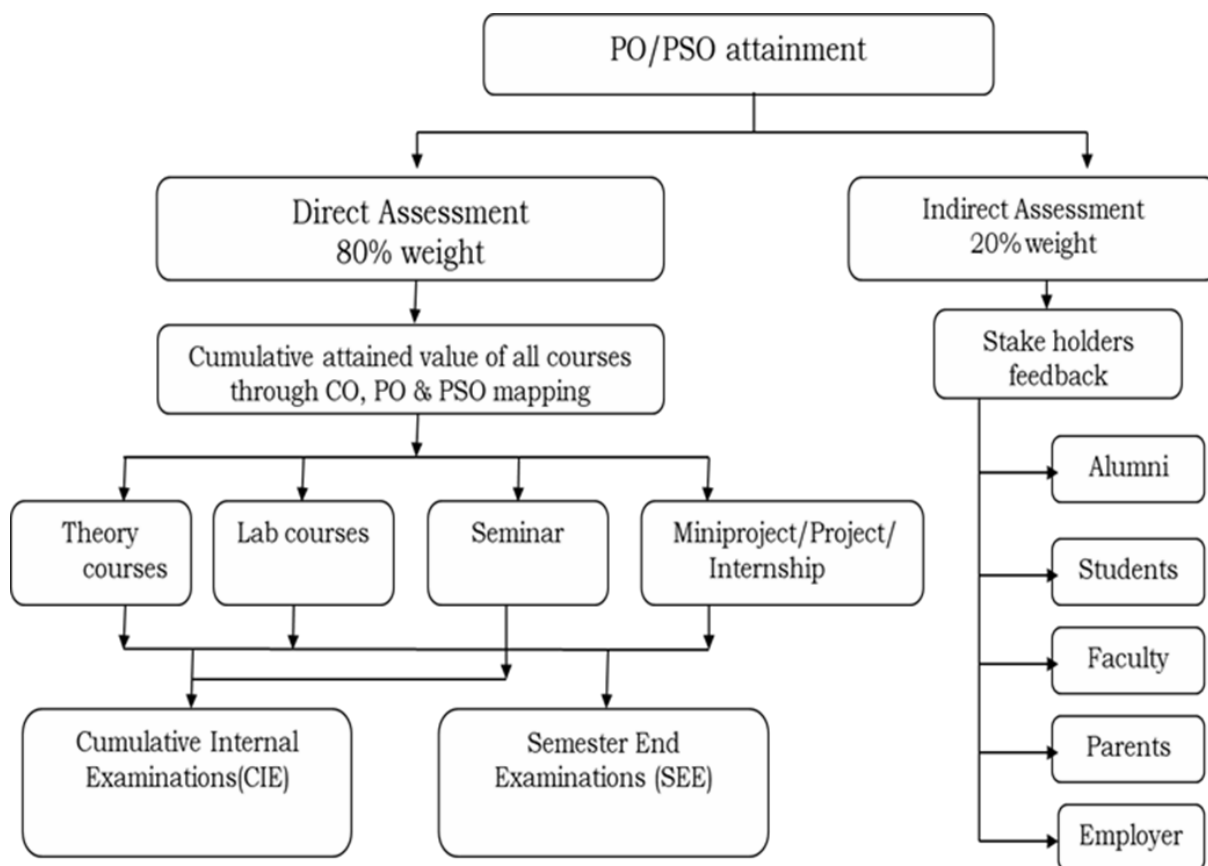 PO/PSO attainment
Direct Assessment
80% weight
Indirect Assessment
20% weight
Cumulative attained value of all courses
through CO, PO & PSO mapping
Stake holders
feedback
Theory
courses
Lab courses
Seminar
Miniproject/Project/
Internship
Alumni
Students
Faculty
Parents
Employer
Cumulative Internal
Examinations(CIE)
Semester End
Examinations (SEE)